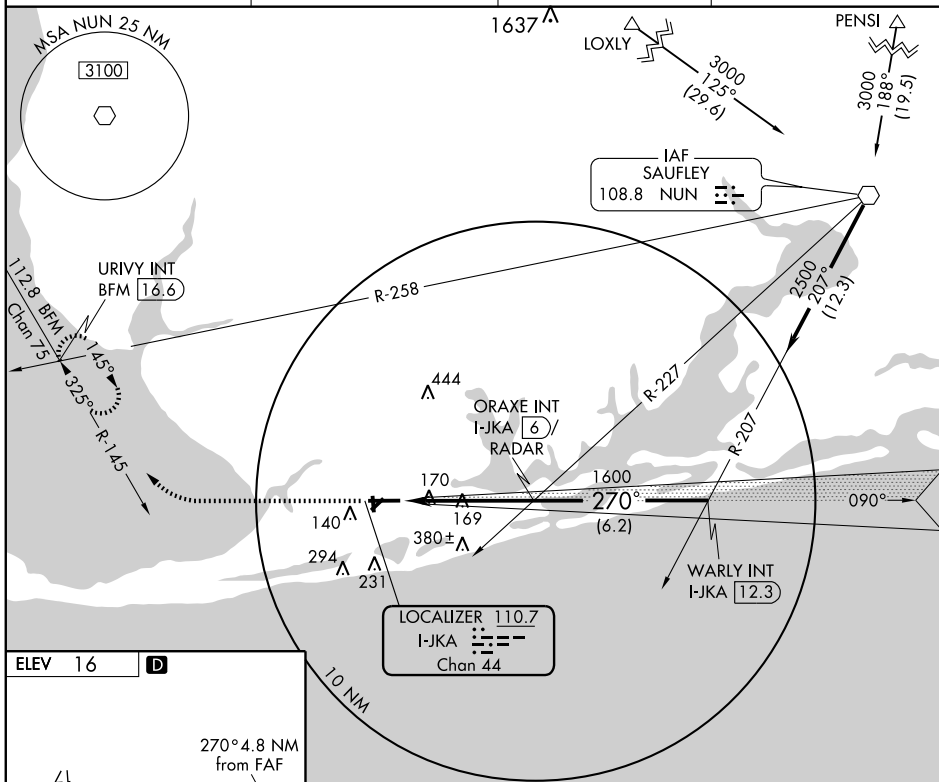 1637
MSA NUN 25 NM
3100
LOXLY
3000
125°
(29.6)
PENSI
3000
188°
(19.5)
IAF
SAUFLEY
108.8 NUN
2500
207°
(12.3)
URIVY INT
BFM 16.6
112.8 BFM
Chan 75
R-258
145°
325°
R-145
R-227
R-207
444
ORAXE INT
I-JKA 6/
RADAR
1600
270°
(6.2)
090°
170
169
140
380±
294
231
WARLY INT
I-JKA 12.3
LOCALIZER 110.7
I-JKA
Chan 44
10 NM
ELEV 16 D
270° 4.8 NM
from FAF